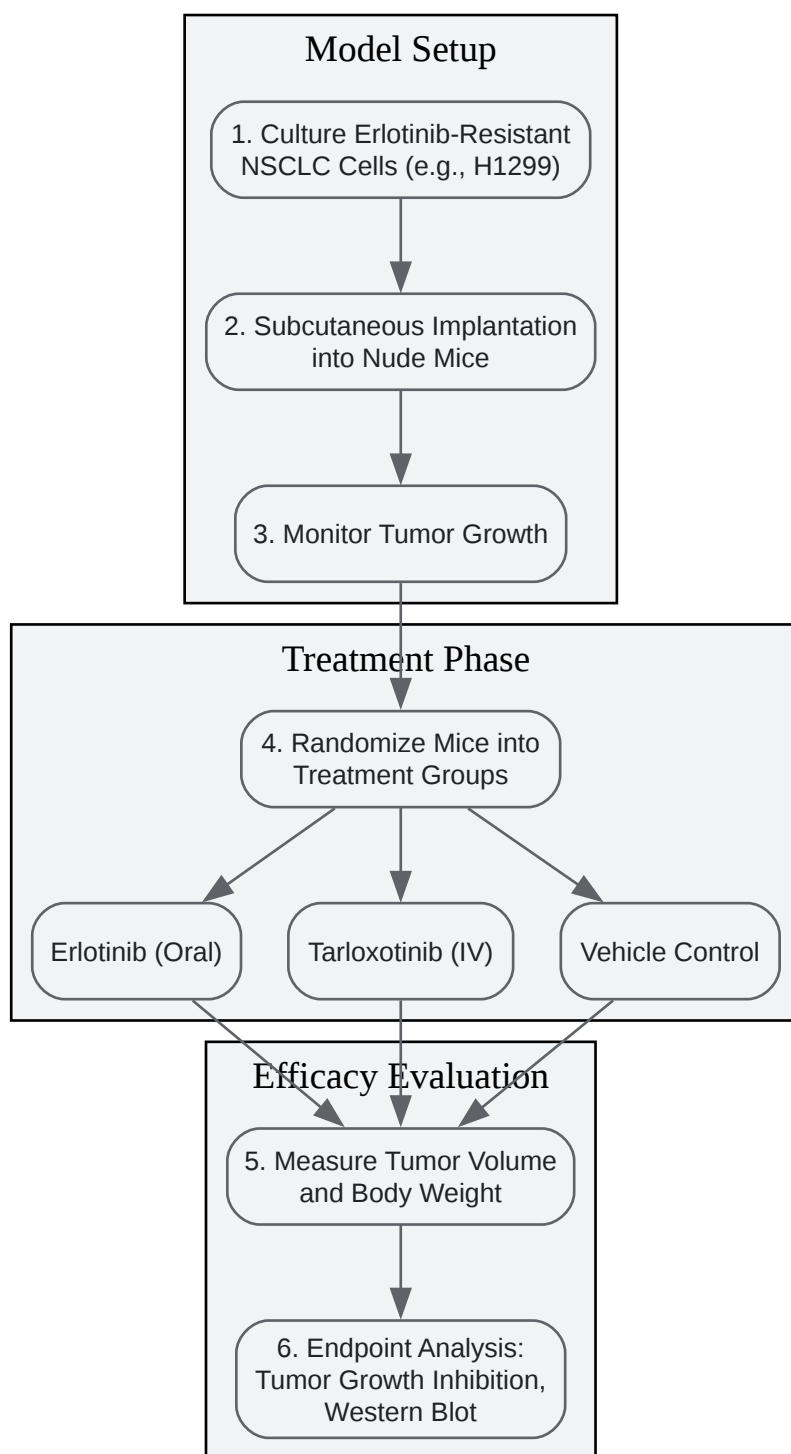 Model Setup
1. Culture Erlotinib-Resistant
NSCLC Cells (e.g., H1299)
2. Subcutaneous Implantation
into Nude Mice
3. Monitor Tumor Growth
Treatment Phase
4. Randomize Mice into
Treatment Groups
Erlotinib (Oral)
Tarloxotinib (IV)
Vehicle Control
Efficacy Evaluation
5. Measure Tumor Volume
and Body Weight
6. Endpoint Analysis:
Tumor Growth Inhibition,
Western Blot